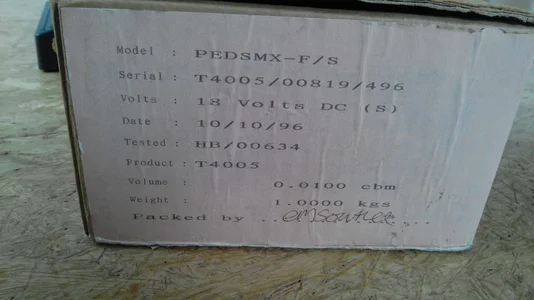 Model : PEDSMX-F/S
Serial : T4005/00819/496
Volts : 18 Volts DC (S)
Date : 10/10/96
Tested : HB/00634
Product : T4005
Volume : 0.0100 cbm
Weight : 1.0000 kgs
Packed by